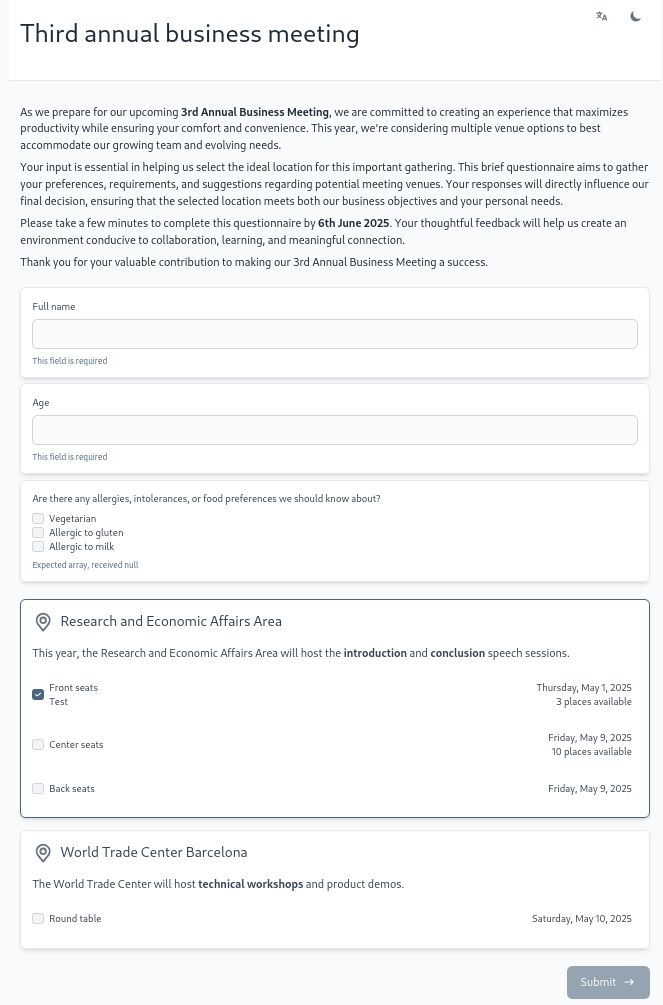 Third annual business meeting
As we prepare for our upcoming 3rd Annual Business Meeting, we are committed to creating an experience that maximizes
productivity while ensuring your comfort and convenience. This year, we're considering multiple venue options to best
accommodate our growing team and evolving needs.
Your input is essential in helping us select the ideal location for this important gathering. This brief questionnaire aims to gather
your preferences, requirements, and suggestions regarding potential meeting venues. Your responses will directly influence our
final decision, ensuring that the selected location meets both our business objectives and your personal needs.
Please take a few minutes to complete this questionnaire by 6th June 2025. Your thoughtful feedback will help us create an
environment conducive to collaboration, learning, and meaningful connection.
Thank you for your valuable contribution to making our 3rd Annual Business Meeting a success.
Full name
This field is required
Age
This field is required
Are there any allergies, intolerances, or food preferences we should know about?
Vegetarian
Allergic to gluten
Allergic to milk
Expected array, received null
Research and Economic Affairs Area
This year, the Research and Economic Affairs Area will host the introduction and conclusion speech sessions.
Front seats Thursday, May 1, 2025
Test 3 places available
Friday, May 9, 2025
Center seats
10 places available
Back seats Friday, May 9, 2025
World Trade Center Barcelona
The World Trade Center will host technical workshops and product demos.
Round table Saturday, May 10, 2025
Submit →